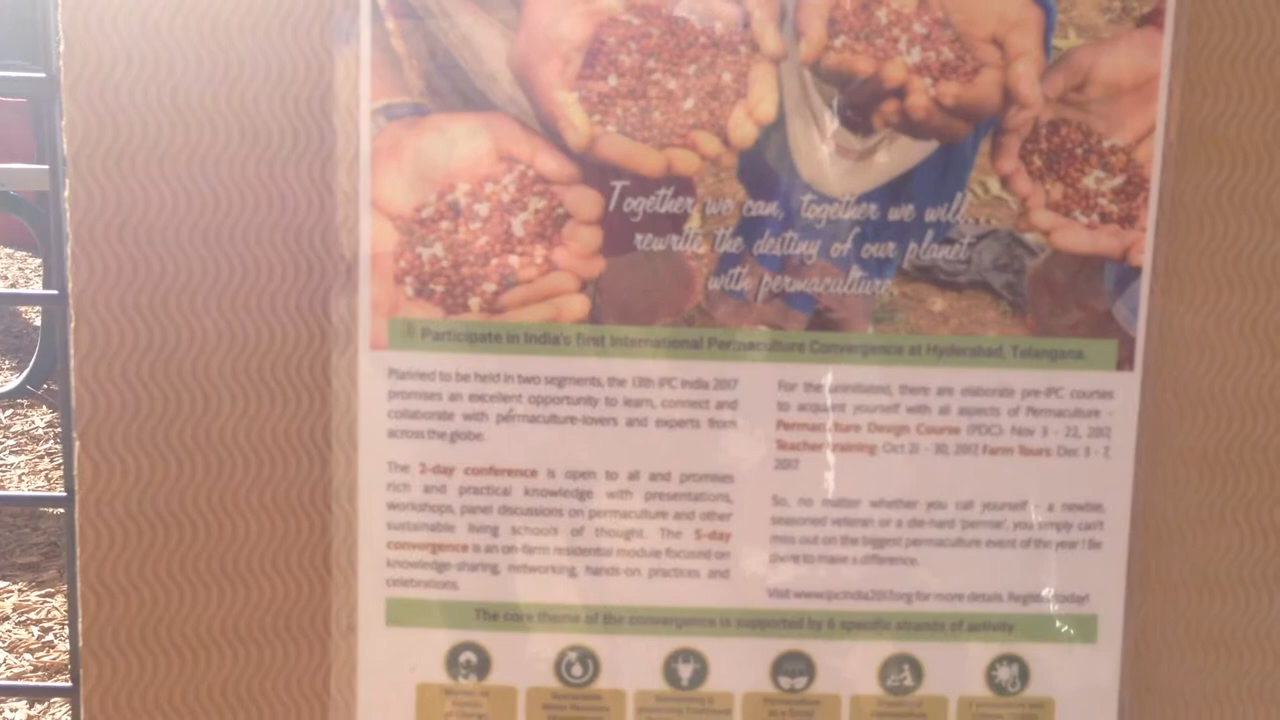 Together we can, together we will...
rewrite the destiny of our planet
with permaculture.
Participate in India's first International Permaculture Convergence at Hyderabad, Telangana.
Planned to be held in two segments, the 13th IPC India 2017
promises an excellent opportunity to learn, connect and
collaborate with permaculture-lovers and experts from
across the globe.
The 2-day conference is open to all and promises
rich and practical knowledge with presentations,
workshops, panel discussions on permaculture and other
sustainable living schools of thought. The 5-day
convergence is an on-farm residential module focused on
knowledge-sharing, networking, hands-on practices and
celebrations.
For the uninitiated, there are elaborate pre-IPC courses
to acquaint yourself with all aspects of Permaculture -
Permaculture Design Course (PDC): Nov 3 - 22, 2017,
Teacher training: Oct 21 - 30, 2017, Farm Tours: Dec 3 - 7,
2017
So, no matter whether you call yourself a newbie,
seasoned veteran or a die-hard 'permie', you simply can't
miss out on the biggest permaculture event of the year! Be
there to make a difference.
Visit www.ipcindia2017.org for more details. Register today!
The core theme of the convergence is supported by 6 specific strands of activity